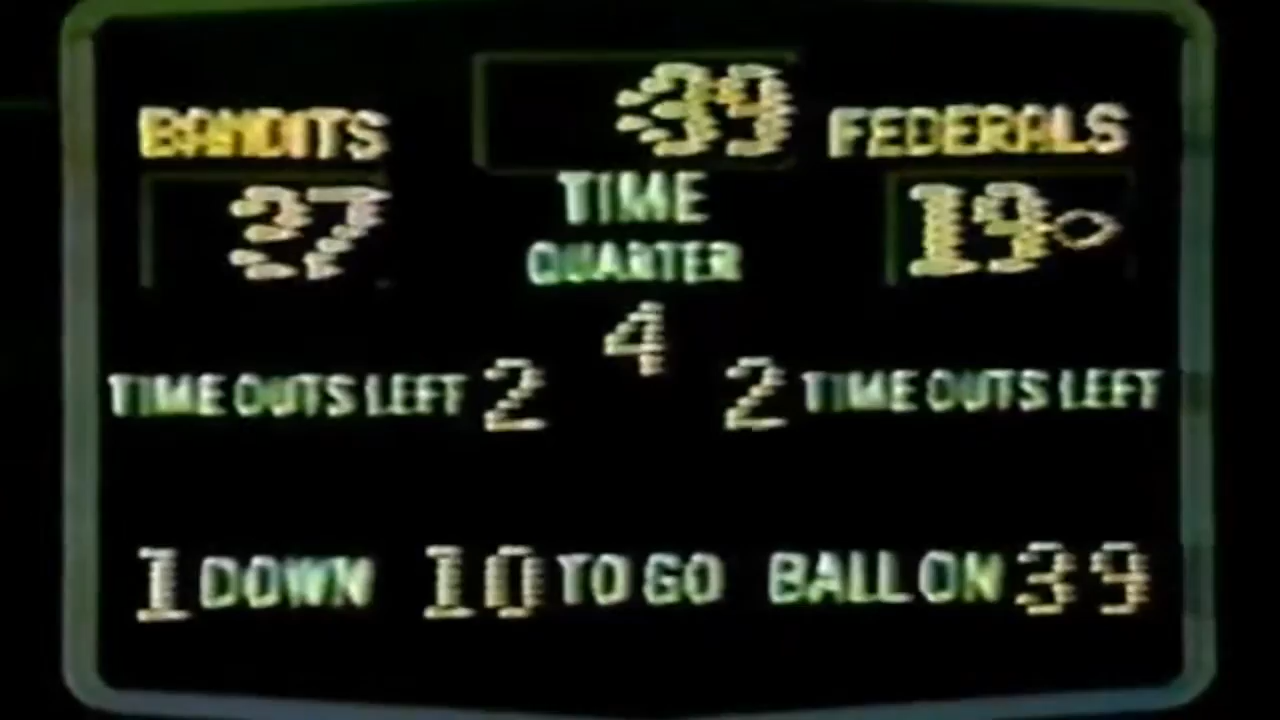 :39
BANDITS FEDERALS
37 19
TIME
QUARTER
4
TIME OUTS LEFT 2 2 TIME OUTS LEFT
1 DOWN 10 TO GO BALL ON 39